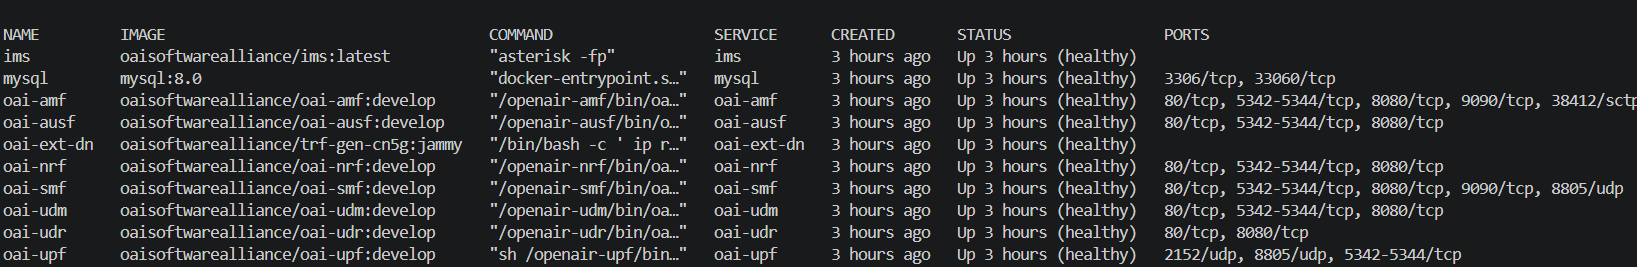 NAME IMAGE COMMAND SERVICE CREATED STATUS PORTS
ims oaisoftwarealliance/ims:latest "asterisk -fp" ims 3 hours ago Up 3 hours (healthy)
mysql mysql:8.0 "docker-entrypoint.s…" mysql 3 hours ago Up 3 hours (healthy) 3306/tcp, 33060/tcp
oai-amf oaisoftwarealliance/oai-amf:develop "/openair-amf/bin/oa…" oai-amf 3 hours ago Up 3 hours (healthy) 80/tcp, 5342-5344/tcp, 8080/tcp, 9090/tcp, 38412/sctp
oai-ausf oaisoftwarealliance/oai-ausf:develop "/openair-ausf/bin/o…" oai-ausf 3 hours ago Up 3 hours (healthy) 80/tcp, 5342-5344/tcp, 8080/tcp
oai-ext-dn oaisoftwarealliance/trf-gen-cn5g:jammy "/bin/bash -c ' ip r…" oai-ext-dn 3 hours ago Up 3 hours (healthy)
oai-nrf oaisoftwarealliance/oai-nrf:develop "/openair-nrf/bin/oa…" oai-nrf 3 hours ago Up 3 hours (healthy) 80/tcp, 5342-5344/tcp, 8080/tcp
oai-smf oaisoftwarealliance/oai-smf:develop "/openair-smf/bin/oa…" oai-smf 3 hours ago Up 3 hours (healthy) 80/tcp, 5342-5344/tcp, 8080/tcp, 9090/tcp, 8805/udp
oai-udm oaisoftwarealliance/oai-udm:develop "/openair-udm/bin/oa…" oai-udm 3 hours ago Up 3 hours (healthy) 80/tcp, 5342-5344/tcp, 8080/tcp
oai-udr oaisoftwarealliance/oai-udr:develop "/openair-udr/bin/oa…" oai-udr 3 hours ago Up 3 hours (healthy) 80/tcp, 8080/tcp
oai-upf oaisoftwarealliance/oai-upf:develop "sh /openair-upf/bin…" oai-upf 3 hours ago Up 3 hours (healthy) 2152/udp, 8805/udp, 5342-5344/tcp